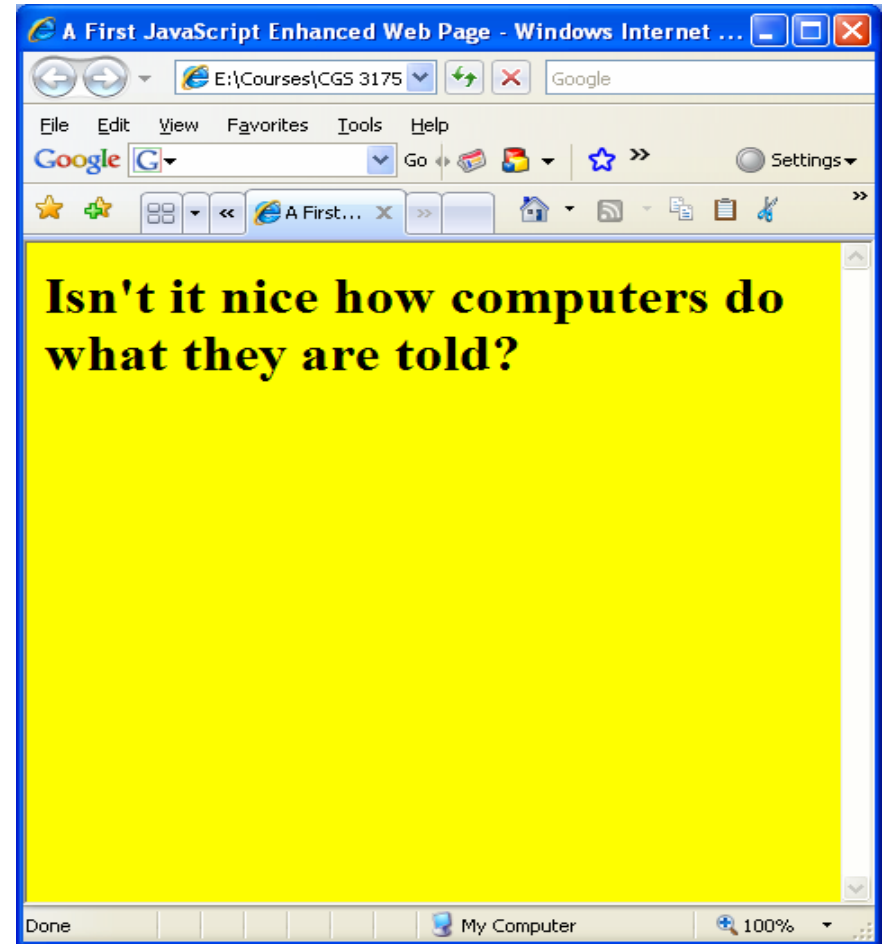 A First JavaScript Enhanced Web Page - Windows Internet ...
E:\Courses\CGS 3175
Google
File Edit View Favorites Tools Help
Google G Go Settings
A First...
Isn't it nice how computers do
what they are told?
Done My Computer 100%